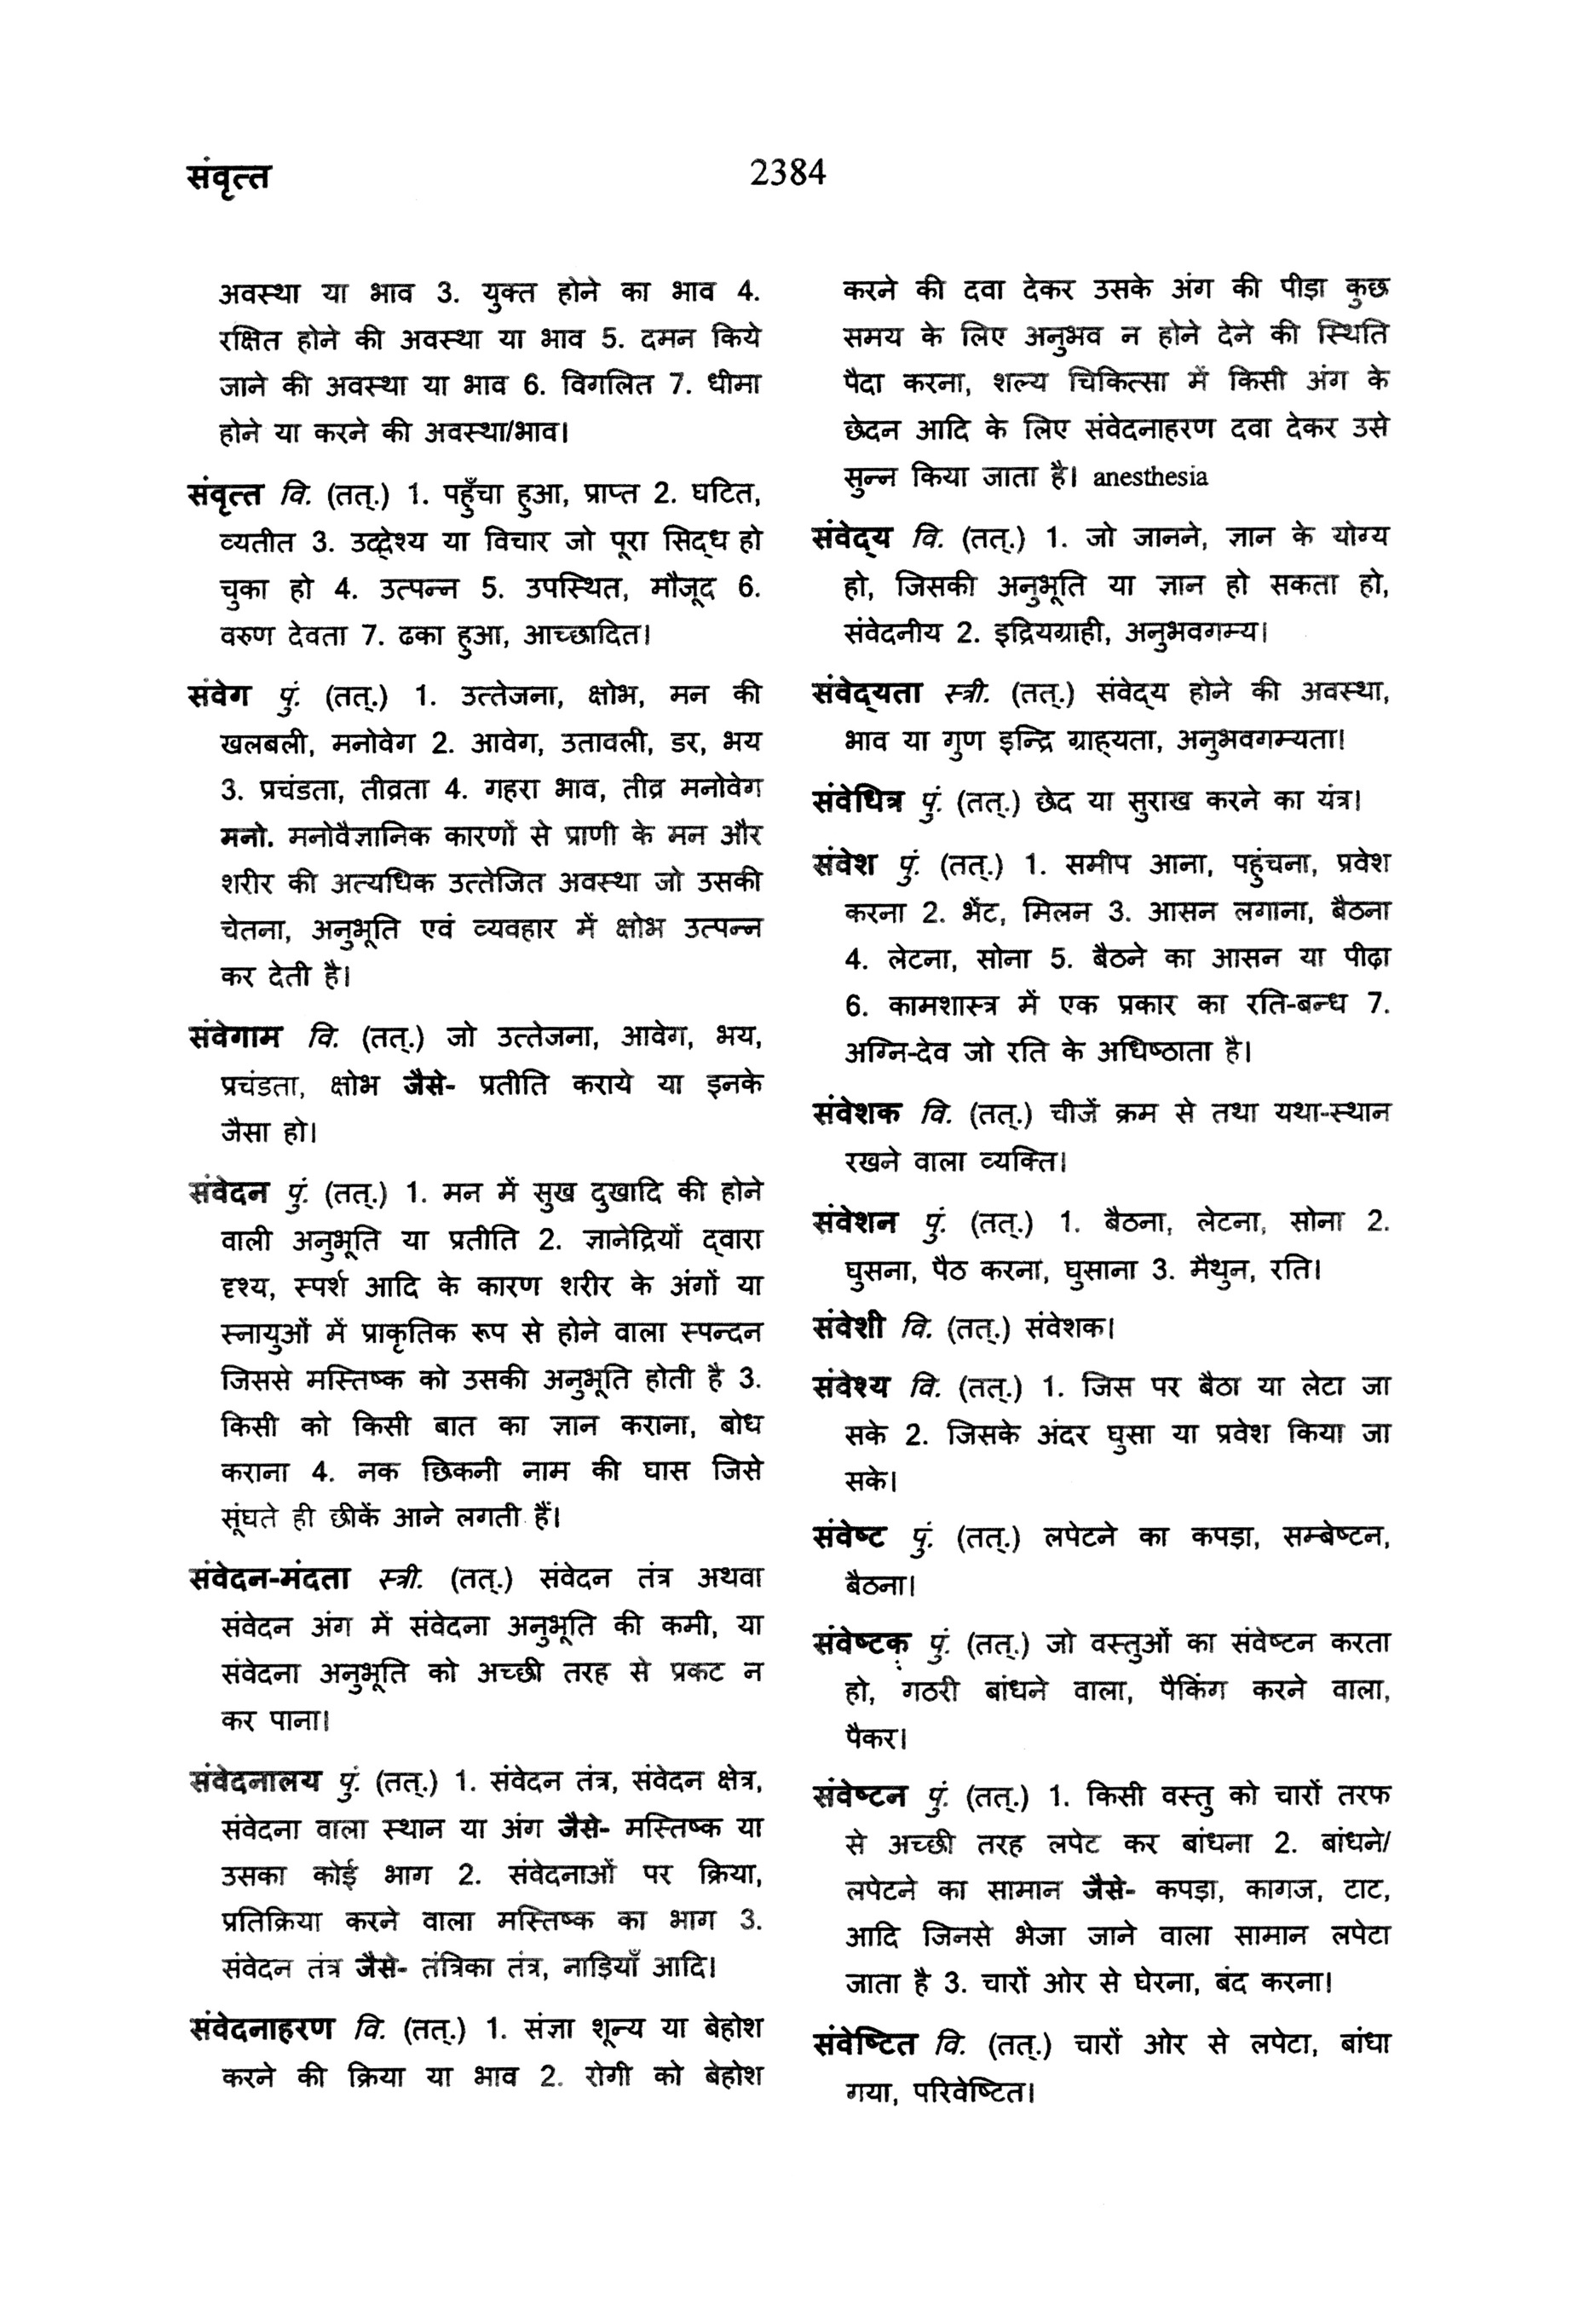 संवृत्त
2384
अवस्था या भाव 3. युक्त होने का भाव 4.
रक्षित होने की अवस्था या भाव 5. दमन किये
जाने की अवस्था या भाव 6. विगलित 7. धीमा
होने या करने की अवस्था/भाव।
संवृत्त वि. (तत्.) 1. पहुँचा हुआ, प्राप्त 2. घटित,
व्यतीत 3. उद्देश्य या विचार जो पूरा सिद्ध हो
चुका हो 4. उत्पन्न 5. उपस्थित, मौजूद 6.
वरुण देवता 7. ढका हुआ, आच्छादित।
संवेग पुं. (तत्.) 1. उत्तेजना, क्षोभ, मन की
खलबली, मनोवेग 2. आवेग, उतावली, डर, भय
3. प्रचंडता, तीव्रता 4. गहरा भाव, तीव्र मनोवेग
मनो. मनोवैज्ञानिक कारणों से प्राणी के मन और
शरीर की अत्यधिक उत्तेजित अवस्था जो उसकी
चेतना, अनुभूति एवं व्यवहार में क्षोभ उत्पन्न
कर देती है।
संवेगाम वि. (तत्.) जो उत्तेजना, आवेग, भय,
प्रचंडता, क्षोभ जैसे- प्रतीति कराये या इनके
जैसा हो।
संवेदन पुं. (तत्.) 1. मन में सुख दुखादि की होने
वाली अनुभूति या प्रतीति 2. ज्ञानेद्रियों द्वारा
दृश्य, स्पर्श आदि के कारण शरीर के अंगों या
स्नायुओं में प्राकृतिक रूप से होने वाला स्पन्दन
जिससे मस्तिष्क को उसकी अनुभूति होती है 3.
किसी को किसी बात का ज्ञान कराना, बोध
कराना 4. नक छिकनी नाम की घास जिसे
सूंघते ही छीकें आने लगती हैं।
संवेदन-मंदता स्त्री. (तत्.) संवेदन तंत्र अथवा
संवेदन अंग में संवेदना अनुभूति की कमी, या
संवेदना अनुभूति को अच्छी तरह से प्रकट न
कर पाना।
संवेदनालय पुं. (तत्.) 1. संवेदन तंत्र, संवेदन क्षेत्र,
संवेदना वाला स्थान या अंग जैसे- मस्तिष्क या
उसका कोई भाग 2. संवेदनाओं पर क्रिया,
प्रतिक्रिया करने वाला मस्तिष्क का भाग 3.
संवेदन तंत्र जैसे- तंत्रिका तंत्र, नाड़ियाँ आदि।
संवेदनाहरण वि. (तत्.) 1. संज्ञा शून्य या बेहोश
करने की क्रिया या भाव 2. रोगी को बेहोश
करने की दवा देकर उसके अंग की पीड़ा कुछ
समय के लिए अनुभव न होने देने की स्थिति
पैदा करना, शल्य चिकित्सा में किसी अंग के
छेदन आदि के लिए संवेदनाहरण दवा देकर उसे
सुन्न किया जाता है। anesthesia
संवेद्य वि. (तत्.) 1. जो जानने, ज्ञान के योग्य
हो, जिसकी अनुभूति या ज्ञान हो सकता हो,
संवेदनीय 2. इद्रियग्राही, अनुभवगम्य।
संवेद्यता स्त्री. (तत्.) संवेद्य होने की अवस्था,
भाव या गुण इन्द्रि ग्राह्यता, अनुभवगम्यता।
संवेधित्र पुं. (तत्.) छेद या सुराख करने का यंत्र।
संवेश पुं. (तत्.) 1. समीप आना, पहुंचना, प्रवेश
करना 2. भेंट, मिलन 3. आसन लगाना, बैठना
4. लेटना, सोना 5. बैठने का आसन या पीढ़ा
6. कामशास्त्र में एक प्रकार का रति-बन्ध 7.
अग्नि-देव जो रति के अधिष्ठाता है।
संवेशक वि. (तत्.) चीजें क्रम से तथा यथा-स्थान
रखने वाला व्यक्ति।
संवेशन पुं. (तत्.) 1. बैठना, लेटना, सोना 2.
घुसना, पैठ करना, घुसाना 3. मैथुन, रति।
संवेशी वि. (तत्.) संवेशक।
संवेश्य वि. (तत्.) 1. जिस पर बैठा या लेटा जा
सके 2. जिसके अंदर घुसा या प्रवेश किया जा
सके।
संवेष्ट पुं. (तत्.) लपेटने का कपड़ा, सम्बेष्टन,
बैठना।
संवेष्टक पुं. (तत्.) जो वस्तुओं का संवेष्टन करता
हो, गठरी बांधने वाला, पैकिंग करने वाला,
पैकर।
संवेष्टन पुं. (तत्.) 1. किसी वस्तु को चारों तरफ
से अच्छी तरह लपेट कर बांधना 2. बांधने/
लपेटने का सामान जैसे- कपड़ा, कागज, टाट,
आदि जिनसे भेजा जाने वाला सामान लपेटा
जाता है 3. चारों ओर से घेरना, बंद करना।
संवेष्टित वि. (तत्.) चारों ओर से लपेटा, बांधा
गया, परिवेष्टित।